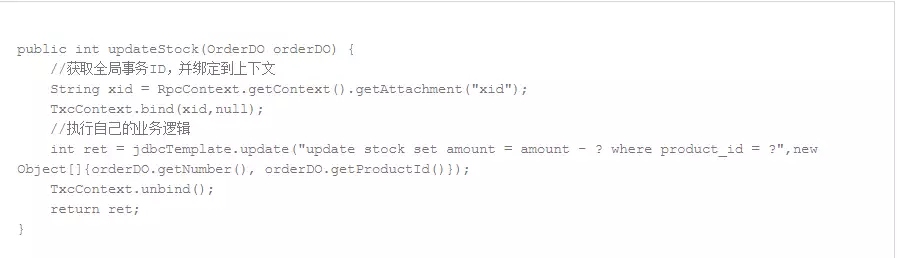 public int updateStock(OrderDO orderDO) {
//获取全局事务ID，并绑定到上下文
String xid = RpcContext.getContext().getAttachment("xid");
TxcContext.bind(xid,null);
//执行自己的业务逻辑
int ret = jdbcTemplate.update("update stock set amount = amount - ? where product_id = ?",new
Object[]{orderDO.getNumber(), orderDO.getProductId()});
TxcContext.unbind();
return ret;
}